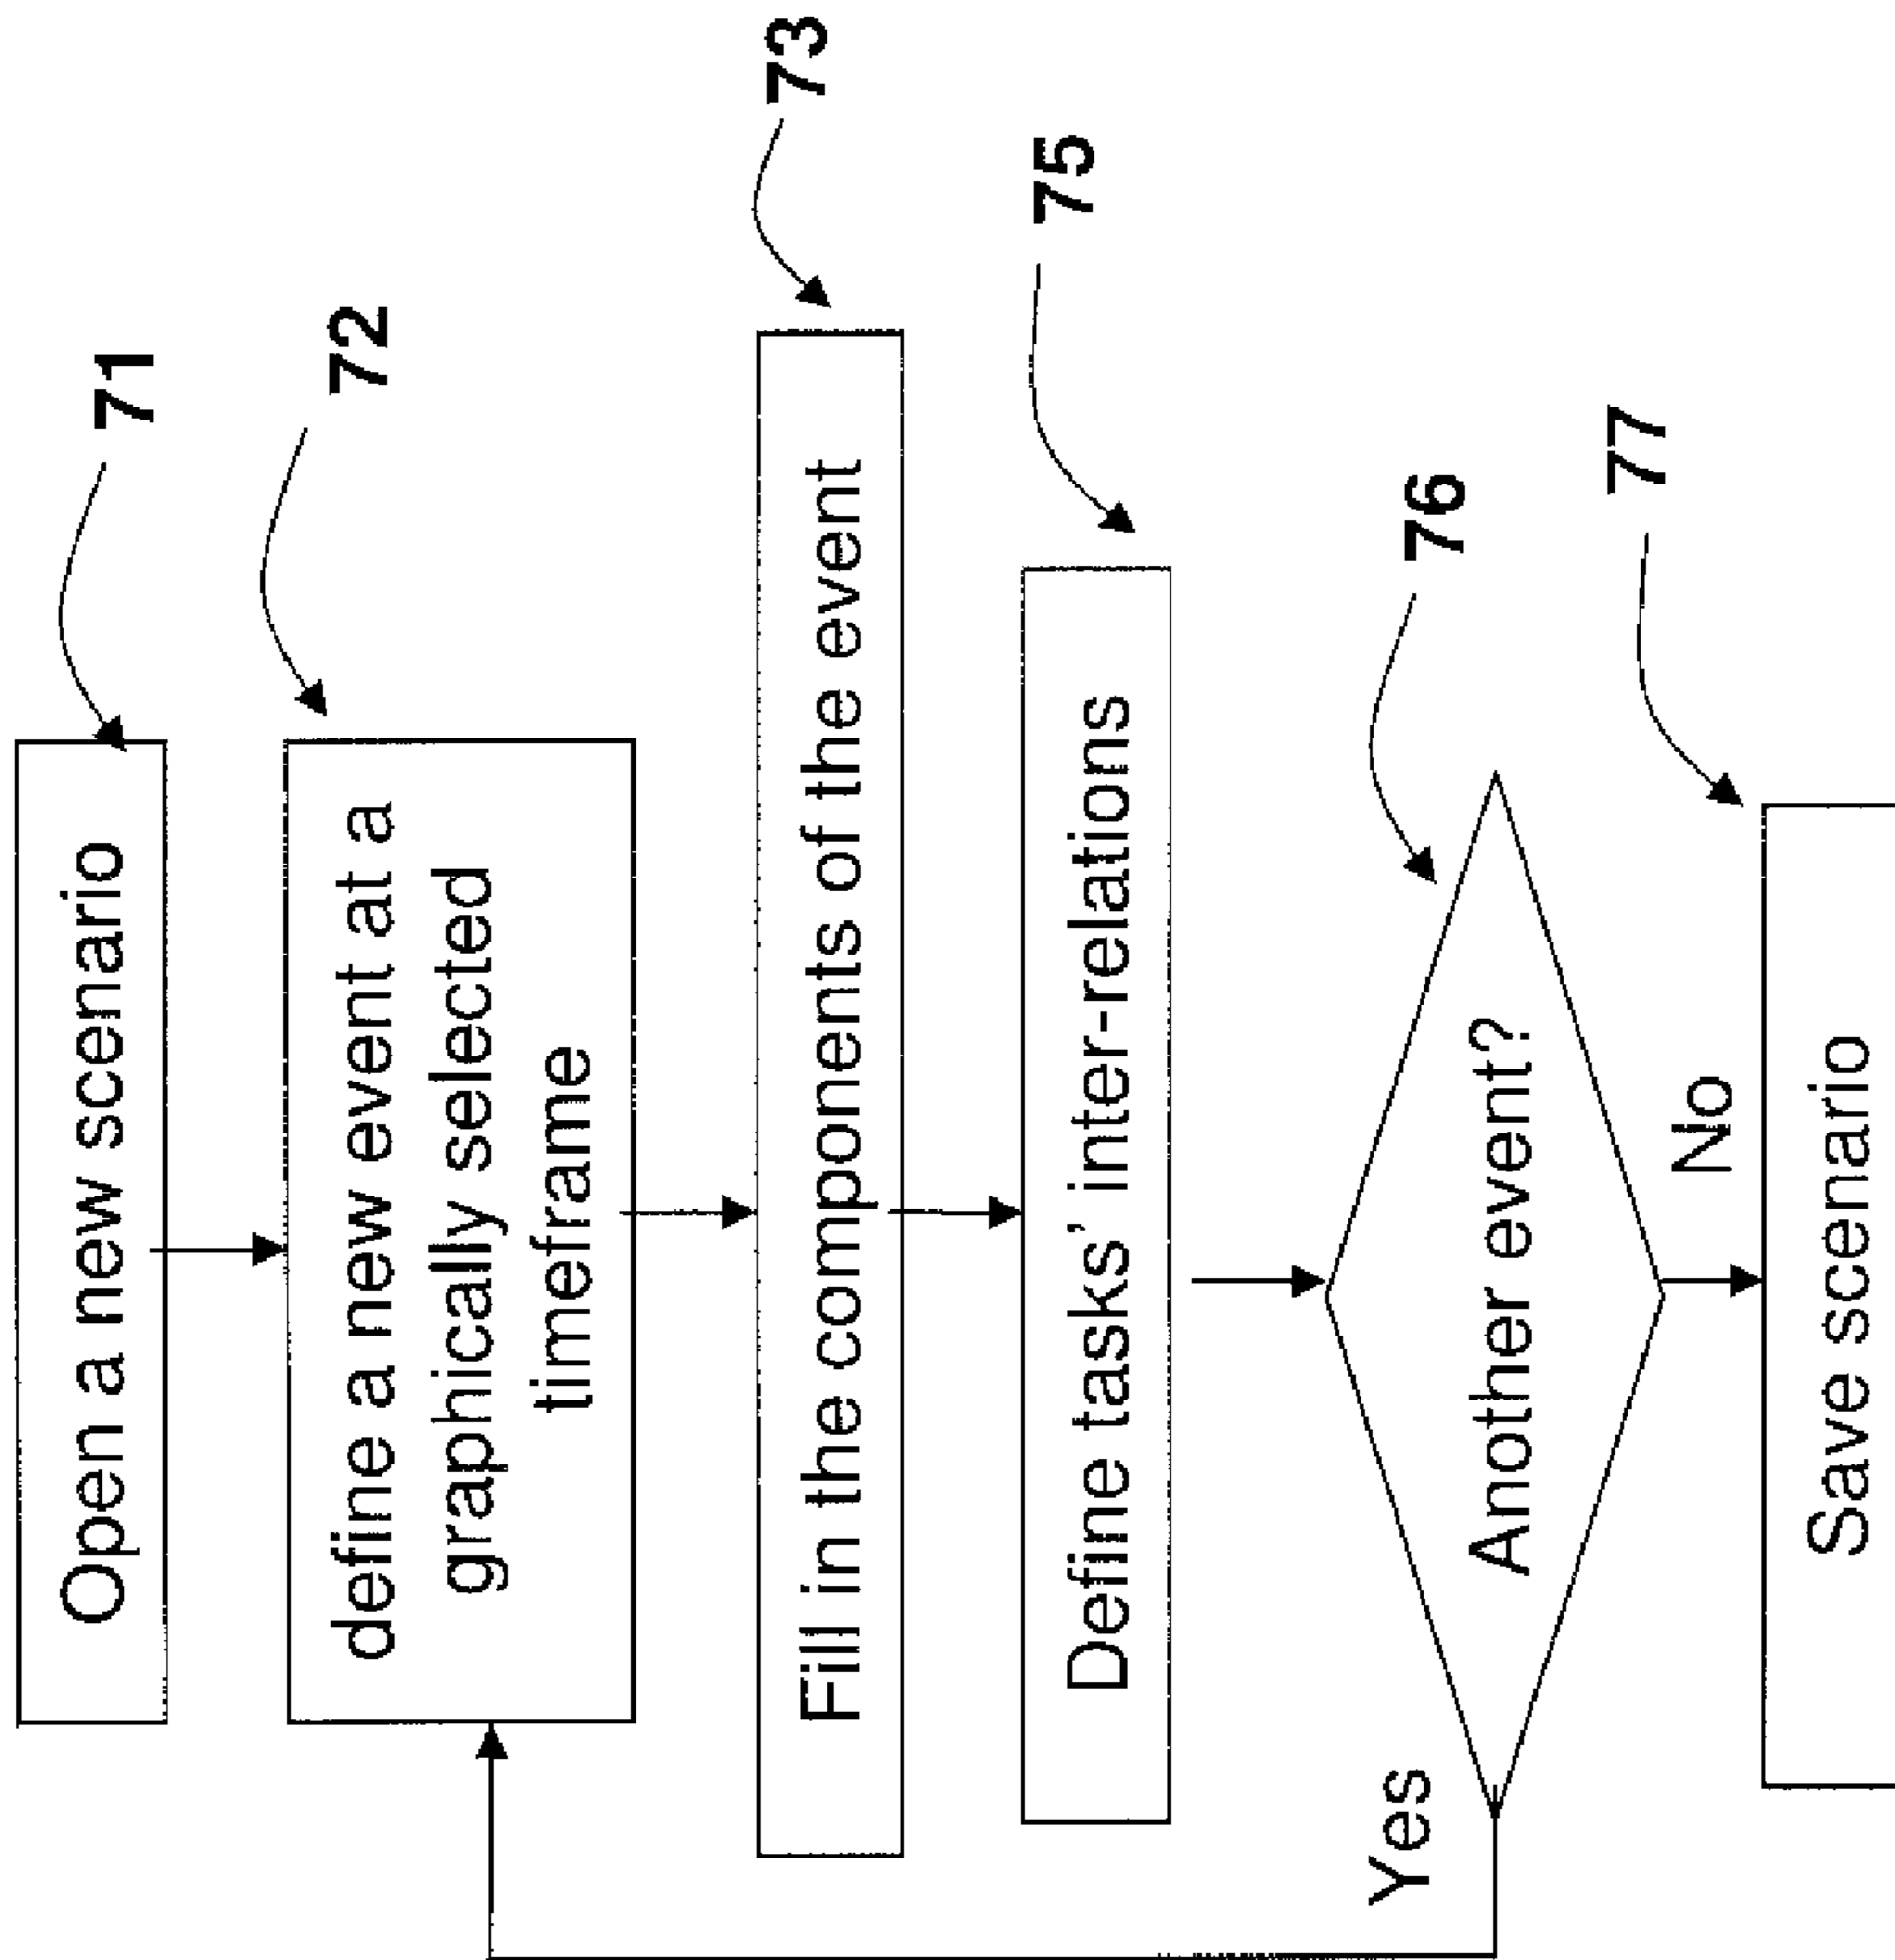 Open a new scenario
71
define a new event at a
graphically selected
timeframe
72
Fill in the components of the event
73
Define tasks' inter-relations
75
Another event?
76
Yes
No
Save scenario
77